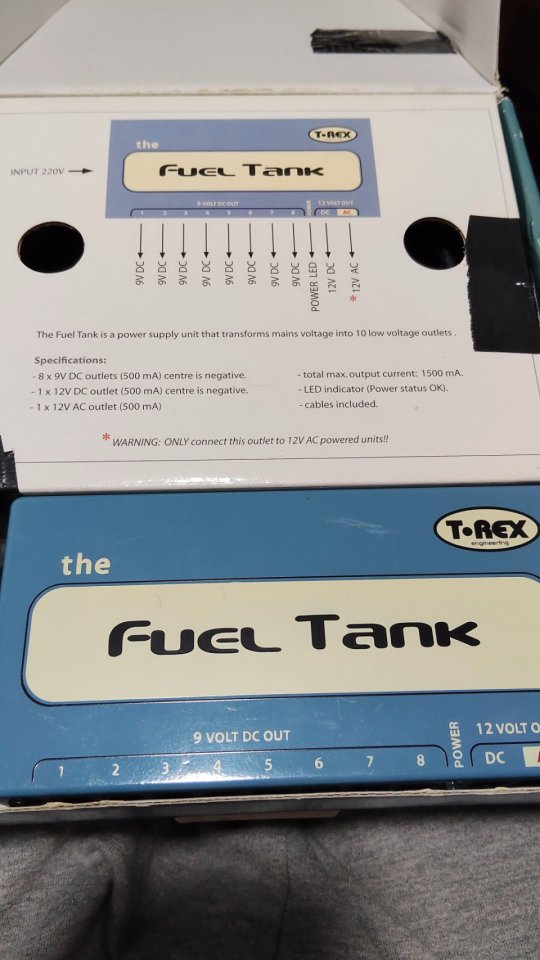 T-REX
the
FUEL TANK
INPUT 220V
9 VOLT DC OUT
POWER
12 VOLT OUT
1 2 3 4 5 6 7 8 DC AC
9V DC
9V DC
9V DC
9V DC
9V DC
9V DC
9V DC
9V DC
POWER LED
12V DC
* 12V AC
The Fuel Tank is a power supply unit that transforms mains voltage into 10 low voltage outlets .
Specifications:
- 8 x 9V DC outlets (500 mA) centre is negative.
- 1 x 12V DC outlet (500 mA) centre is negative.
- 1 x 12V AC outlet (500 mA)
- total max. output current: 1500 mA.
- LED indicator (Power status OK).
- cables included.
* WARNING: ONLY connect this outlet to 12V AC powered units!!
T-REX
engineering
the
FUEL TANK
9 VOLT DC OUT
POWER
12 VOLT O
1 2 3 4 5 6 7 8 DC A